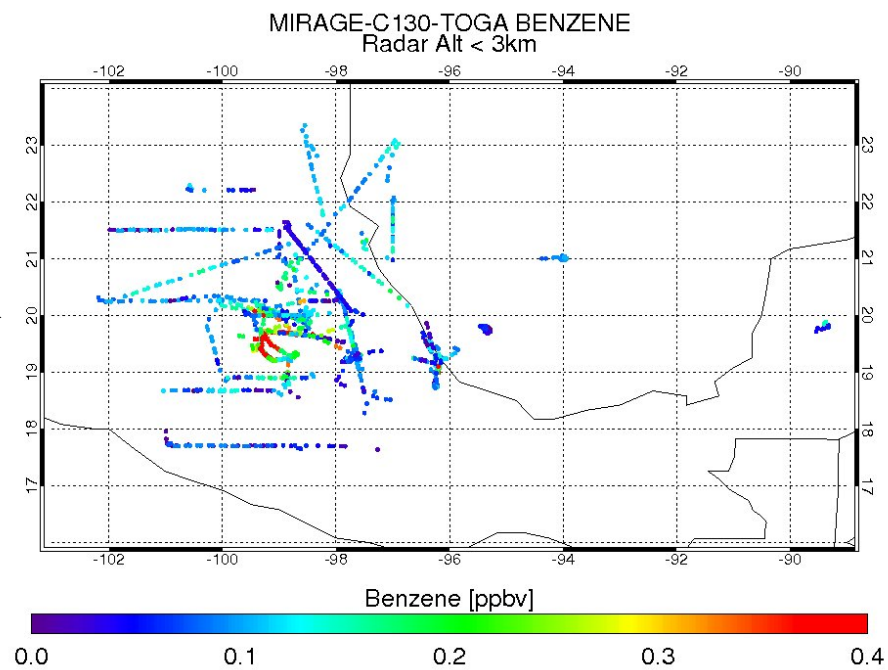 MIRAGE-C130-TOGA BENZENE
Radar Alt < 3km
-102 -100 -98 -96 -94 -92 -90
23 23
22 22
21 21
20 20
19 19
18 18
17 17
-102 -100 -98 -96 -94 -92 -90
Benzene [ppbv]
0.0 0.1 0.2 0.3 0.4